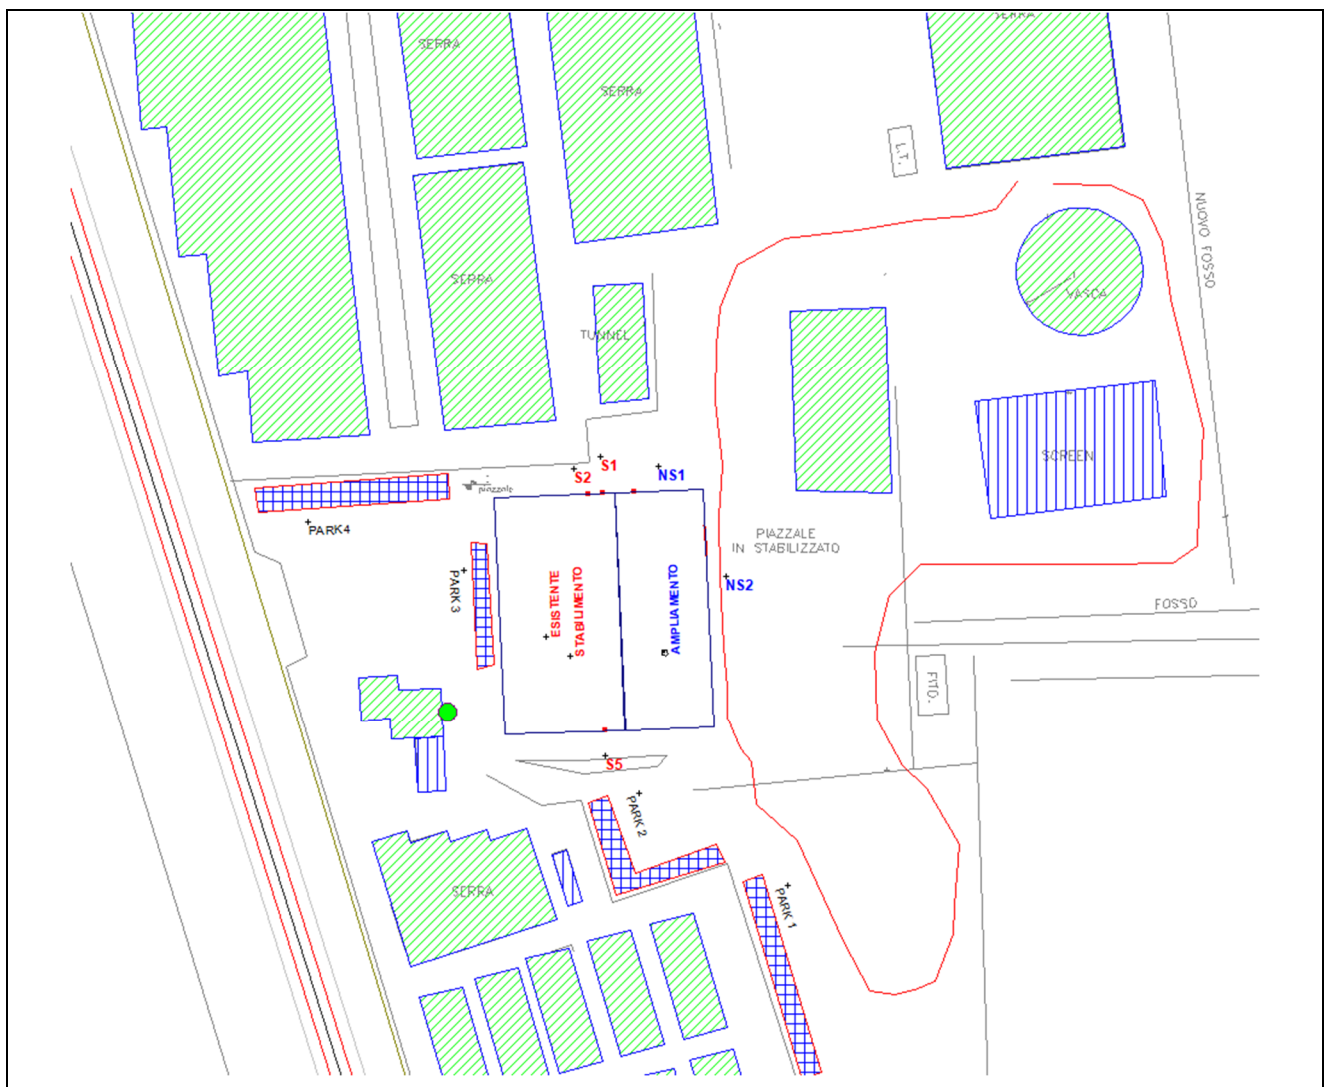 SERRA
SERRA
SERRA
L.T.
NUOVO FOSSO
SERRA
VASCA
TUNNEL
SCREEN
S1
S2
NS1
piazzale
PARK4
PIAZZALE
IN STABILIZZATO
PARK 3
ESISTENTE
STABILIMENTO
AMPLIAMENTO
NS2
FOSSO
FITO.
S5
PARK 2
SERRA
PARK 1